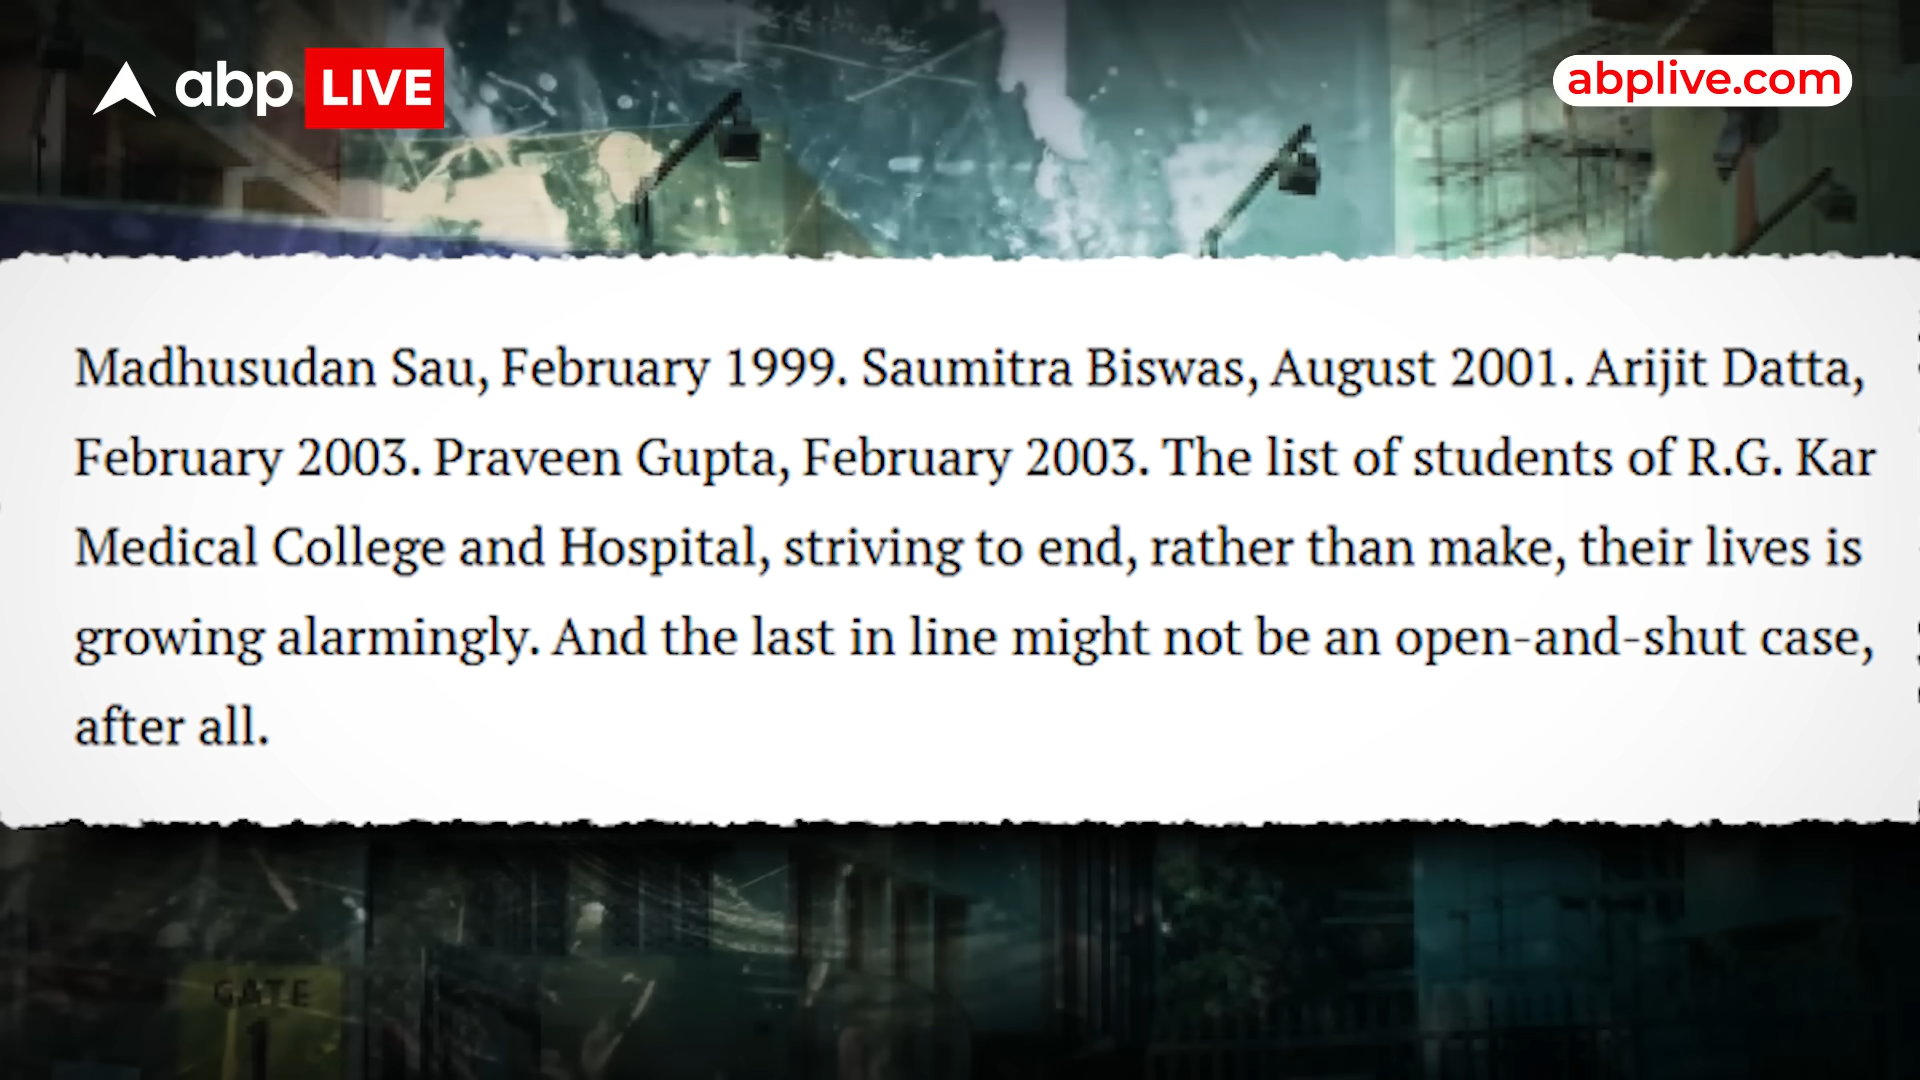 abp LIVE
abplive.com
Madhusudan Sau, February 1999. Saumitra Biswas, August 2001. Arijit Datta,
February 2003. Praveen Gupta, February 2003. The list of students of R.G. Kar
Medical College and Hospital, striving to end, rather than make, their lives is
growing alarmingly. And the last in line might not be an open-and-shut case,
after all.
GATE
1